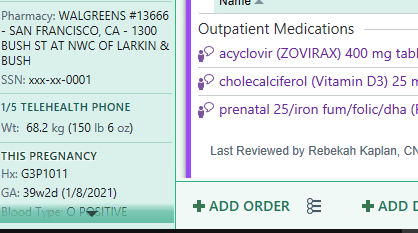 Pharmacy: WALGREENS #13666
- SAN FRANCISCO, CA - 1300
BUSH ST AT NWC OF LARKIN &
BUSH
SSN: xxx-xx-0001
1/5 TELEHEALTH PHONE
Wt: 68.2 kg (150 lb 6 oz)
THIS PREGNANCY
Hx: G3P1011
GA: 39w2d (1/8/2021)
Blood Type: O POSITIVE
Name
Outpatient Medications
acyclovir (ZOVIRAX) 400 mg tabl
cholecalciferol (Vitamin D3) 25 m
prenatal 25/iron fum/folic/dha (
Last Reviewed by Rebekah Kaplan, CN
ADD ORDER
ADD D